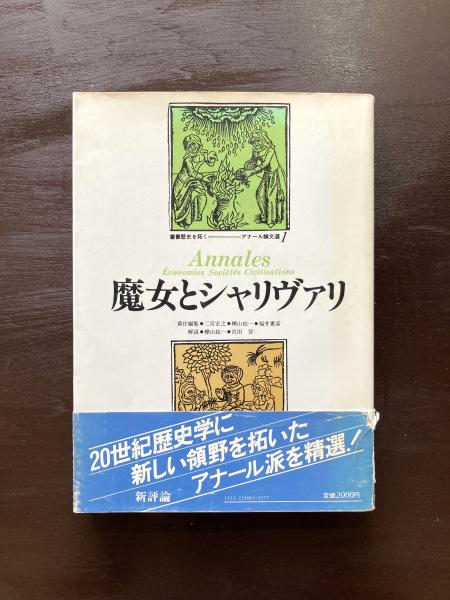 叢書歴史を拓く――アナール論文選1
Annales
Économies Sociétés Civilisations
魔女とシャリヴァリ
責任編集●二宮宏之●樺山紘一●福井憲彦
解説●樺山紘一●宮田 登
20世紀歴史学に
新しい領野を拓いた
アナール派を精選!
新評論
1322-221001-3177
定価2000円